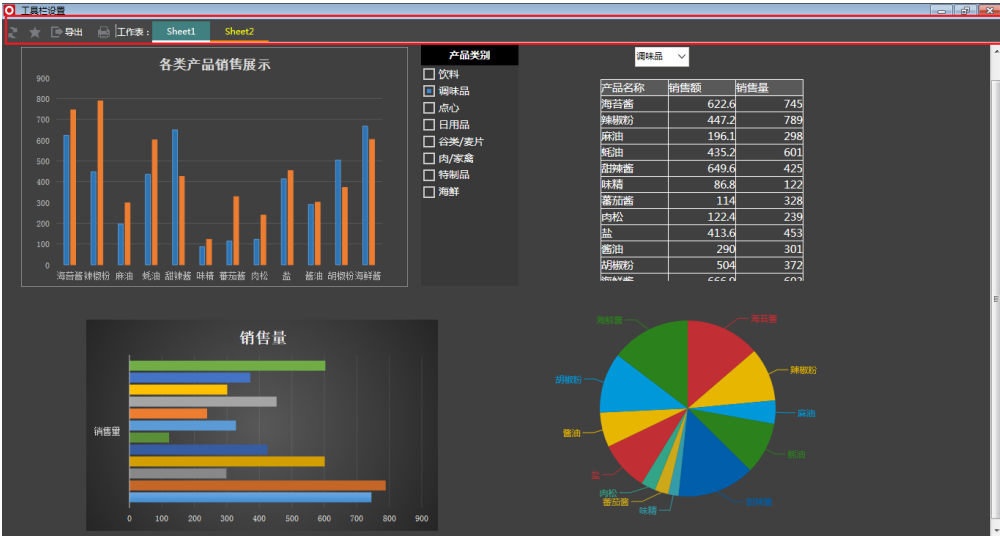 工具栏设置
导出 工作表： Sheet1 Sheet2
各类产品销售展示
900
800
700
600
500
400
300
200
100
0
海苔酱 辣椒粉 麻油 蚝油 甜辣酱 味精 蕃茄酱 肉松 盐 酱油 胡椒粉 海鲜酱
产品类别
饮料
调味品
点心
日用品
谷类/麦片
肉/家禽
特制品
海鲜
调味品
产品名称 销售额 销售量
海苔酱 622.6 745
辣椒粉 447.2 789
麻油 196.1 298
蚝油 435.2 601
甜辣酱 649.6 425
味精 86.8 122
蕃茄酱 114 328
肉松 122.4 239
盐 413.6 453
酱油 290 301
胡椒粉 504 372
销售量
销售量
0 100 200 300 400 500 600 700 800 900
海鲜酱
海苔酱
辣椒粉
胡椒粉
麻油
酱油
蚝油
盐
肉松
蕃茄酱
味精
甜辣酱